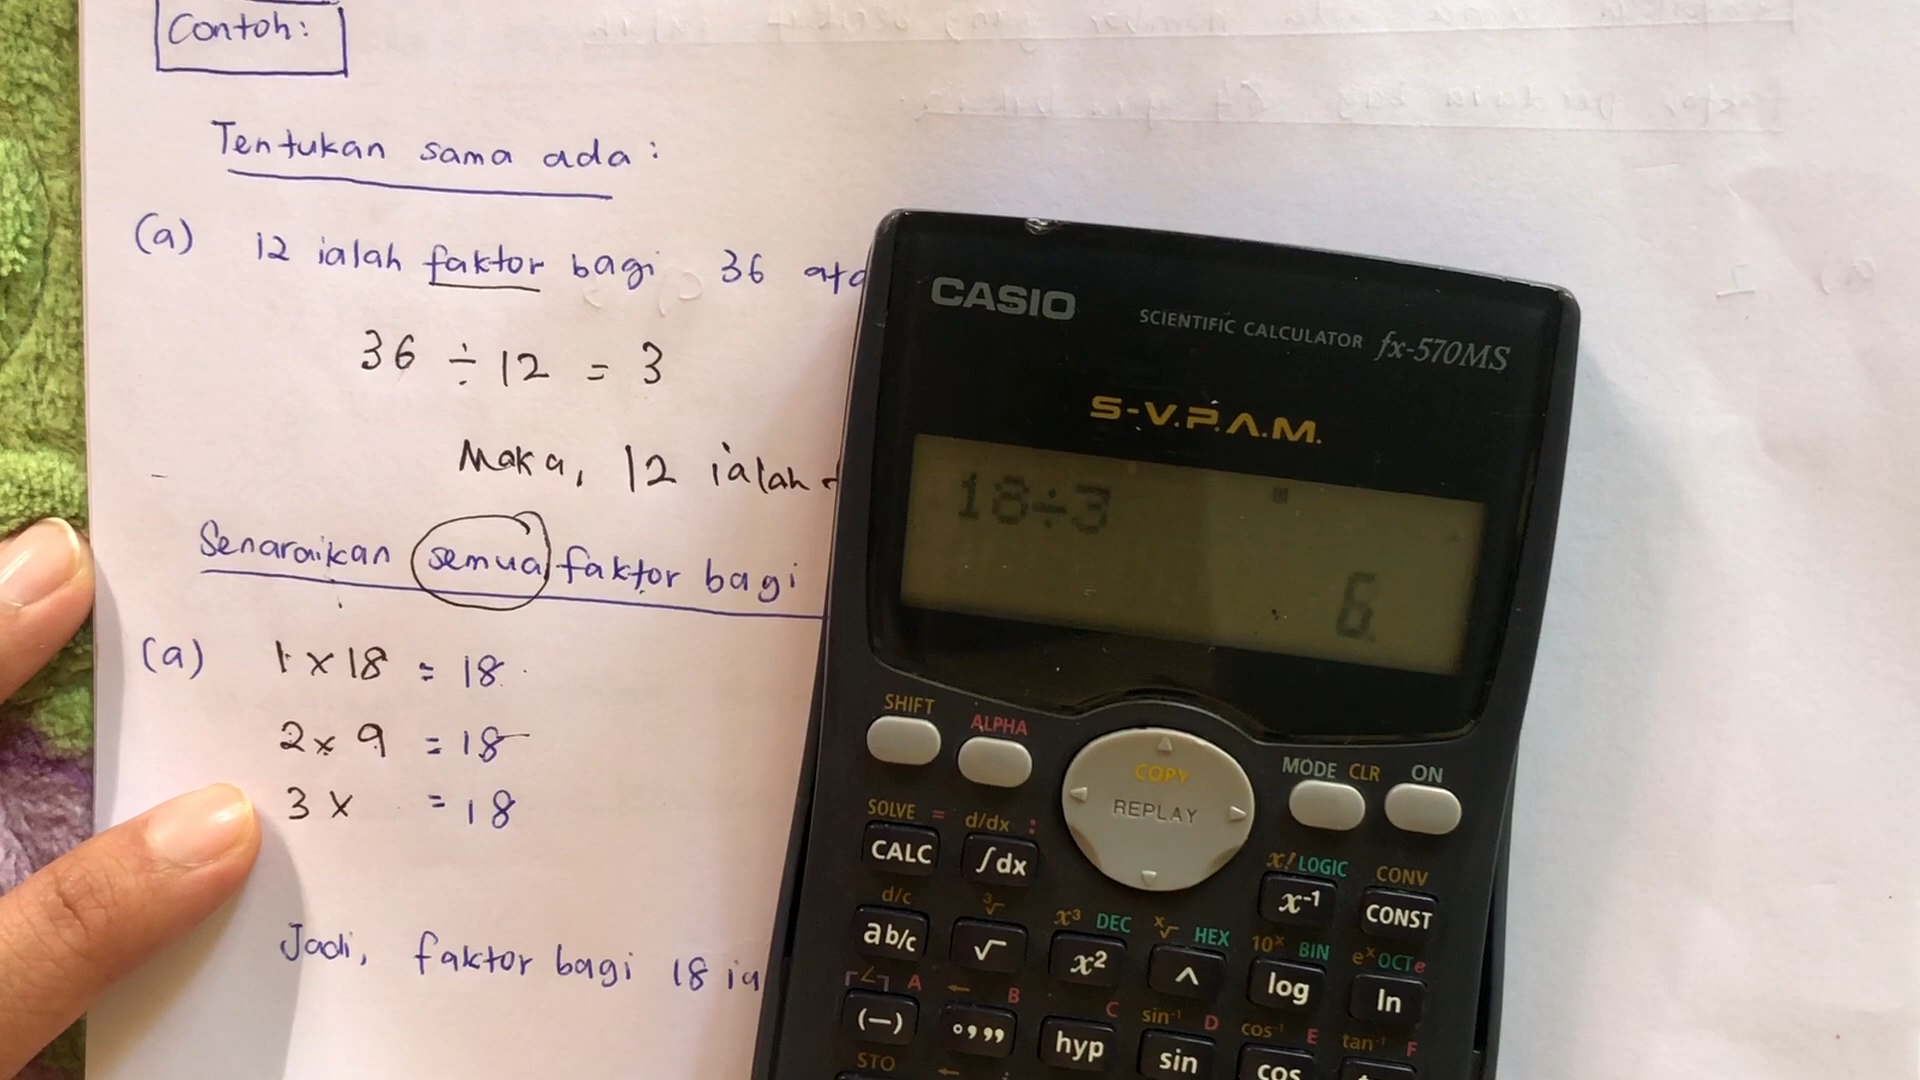 Contoh:
Tentukan sama ada:
(a) 12 ialah faktor bagi 36 ata
36 ÷ 12 = 3
Maka, 12 ialah
Senaraikan semua faktor bagi
(a) 1 x 18 = 18
2 x 9 = 18
3 x = 18
Jadi, faktor bagi 18 ia
CASIO
SCIENTIFIC CALCULATOR fx-570MS
S-V.P.A.M.
18÷3
6.
SHIFT ALPHA
COPY
REPLAY
MODE CLR ON
SOLVE = d/dx :
CALC ∫dx
x! LOGIC CONV
x⁻¹ CONST
d/c ³√ x³ DEC ˣ√ HEX 10ˣ BIN eˣ OCT e
ab/c √ x² ^ log ln
∠ A ← B C sin⁻¹ D cos⁻¹ E tan⁻¹ F
(−) °,,, hyp sin cos
STO ←